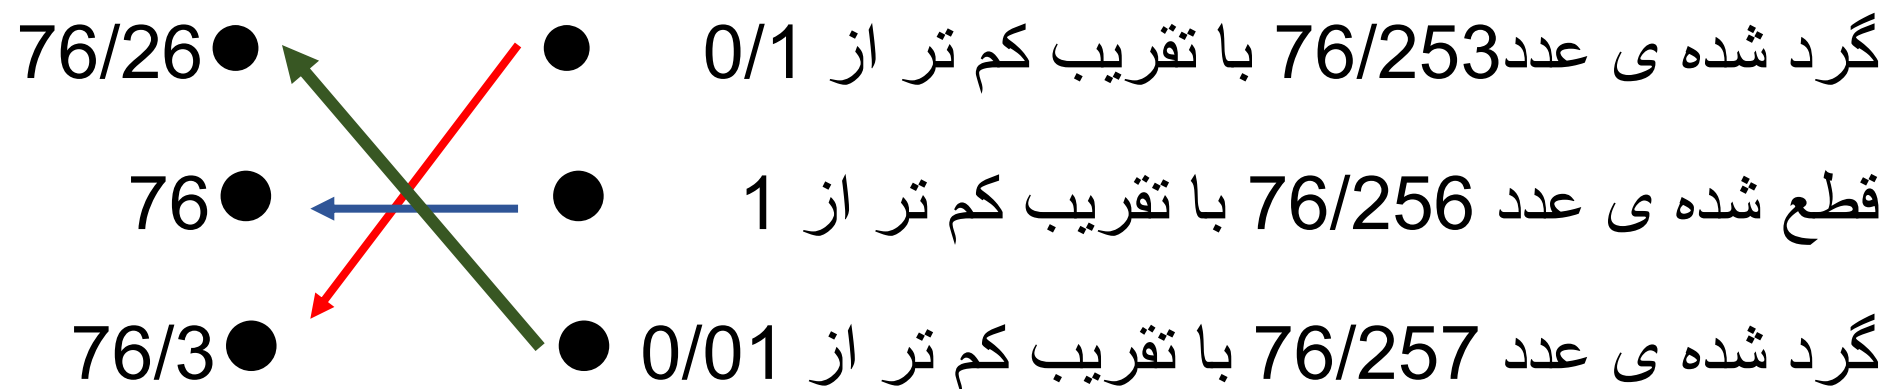 گرد شده ی عدد76/253 با تقریب کم تر از 0/1 76/26
قطع شده ی عدد 76/256 با تقریب کم تر از 1 76
گرد شده ی عدد 76/257 با تقریب کم تر از 0/01 76/3